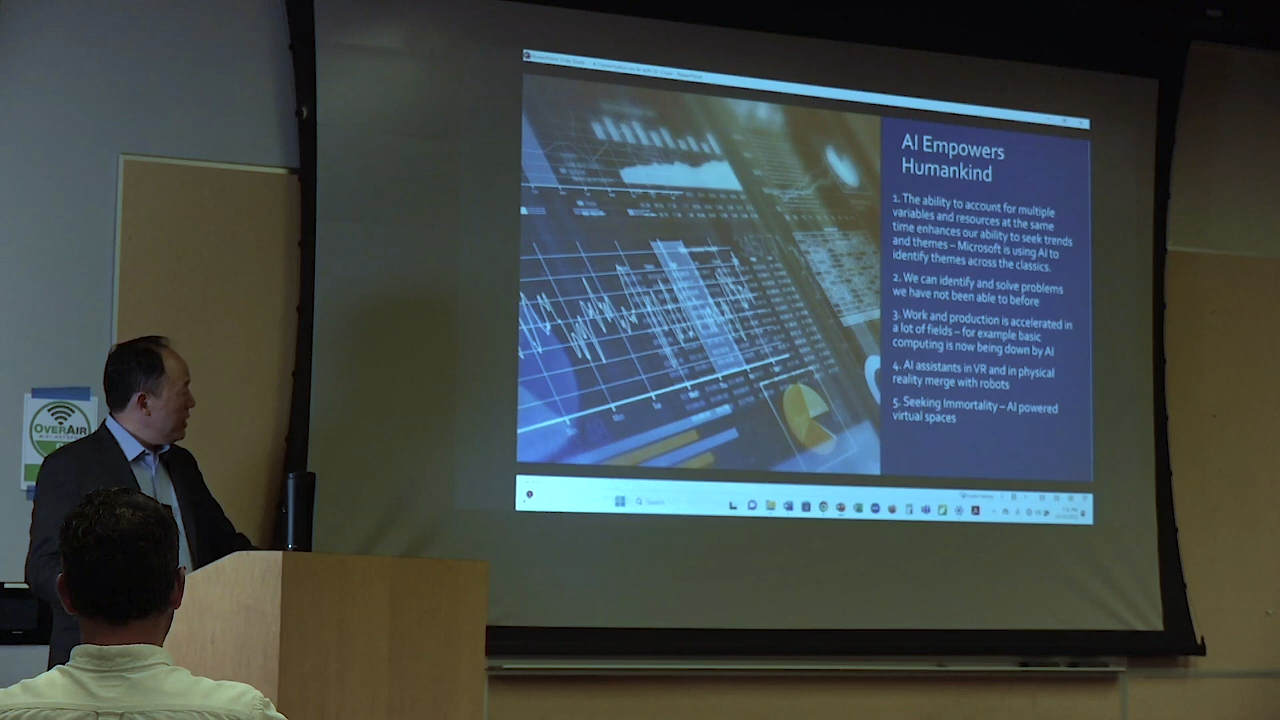 AI Empowers
Humankind
1. The ability to account for multiple
variables and resources at the same
time enhances our ability to seek trends
and themes – Microsoft is using AI to
identify themes across the classics.
2. We can identify and solve problems
we have not been able to before
3. Work and production is accelerated in
a lot of fields – for example basic
computing is now being down by AI
4. AI assistants in VR and in physical
reality merge with robots
5. Seeking Immortality – AI powered
virtual spaces
Search
OVERAIR